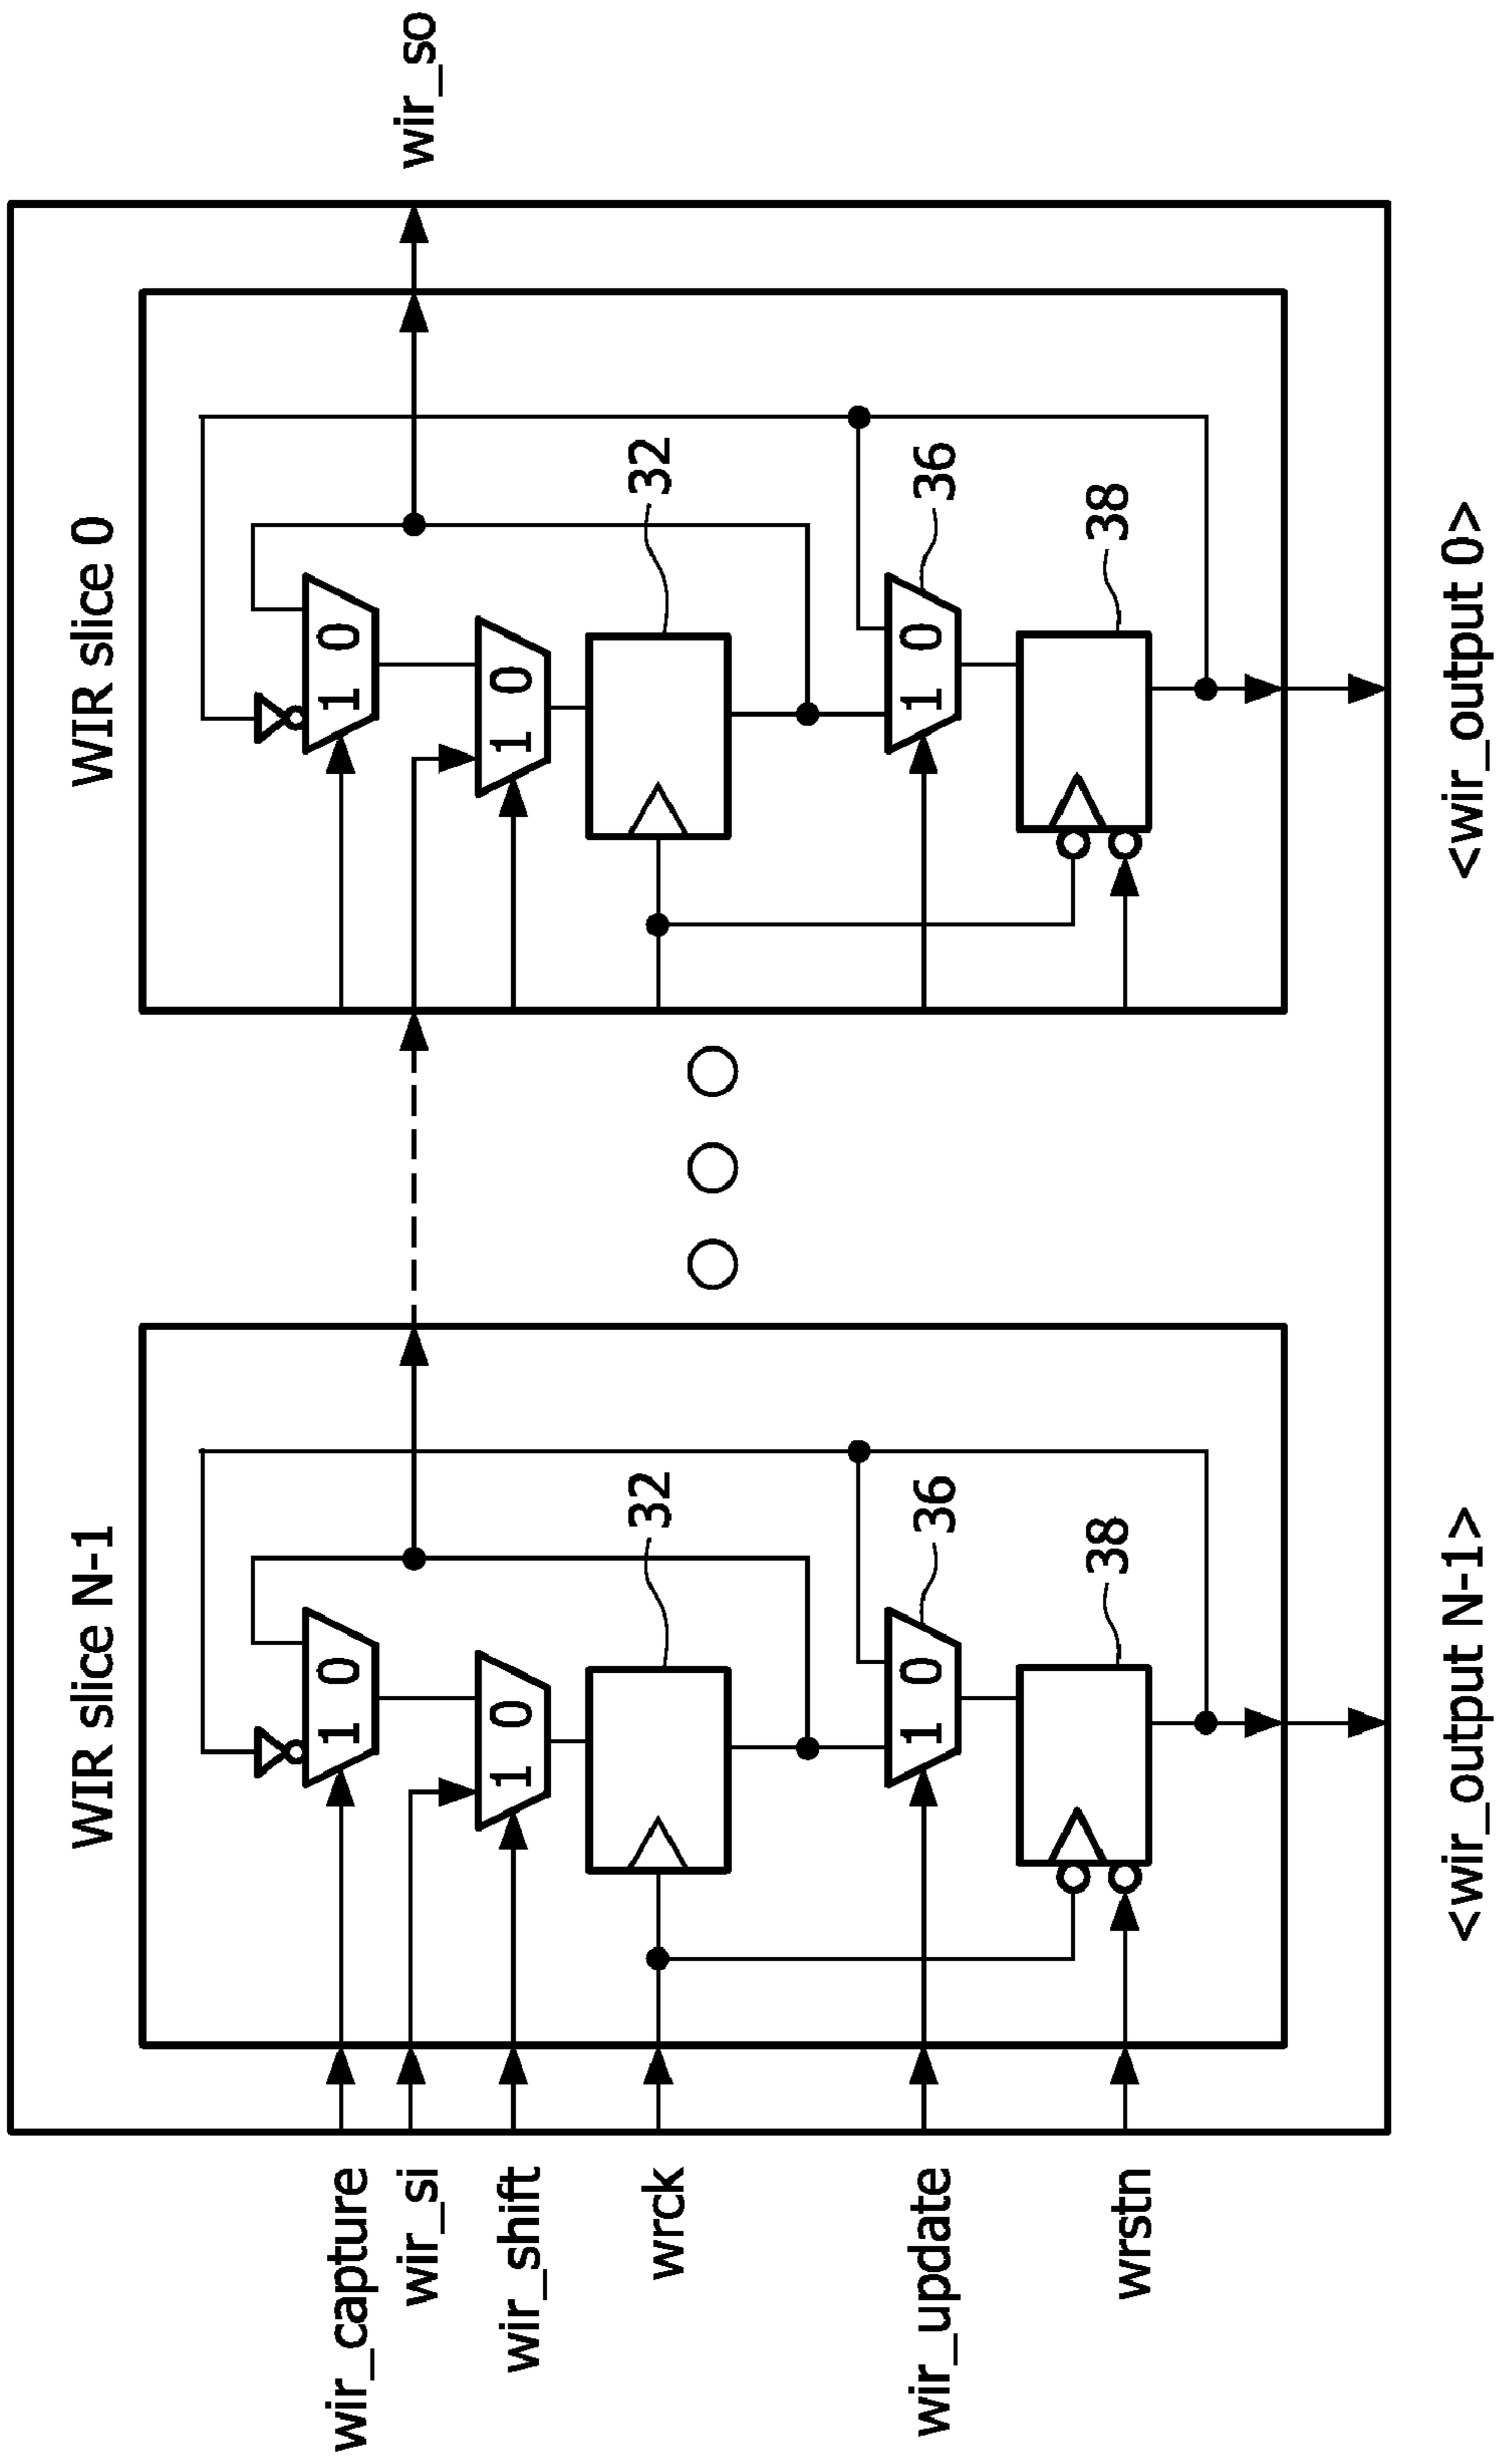 WIR slice N-1
WIR slice 0
wir_capture
1 0
1 0
wir_si
wir_so
wir_shift
1 0
1 0
32
32
wrck
wir_update
1 0
36
1 0
36
wrstn
38
38
<wir_output N-1>
<wir_output 0>